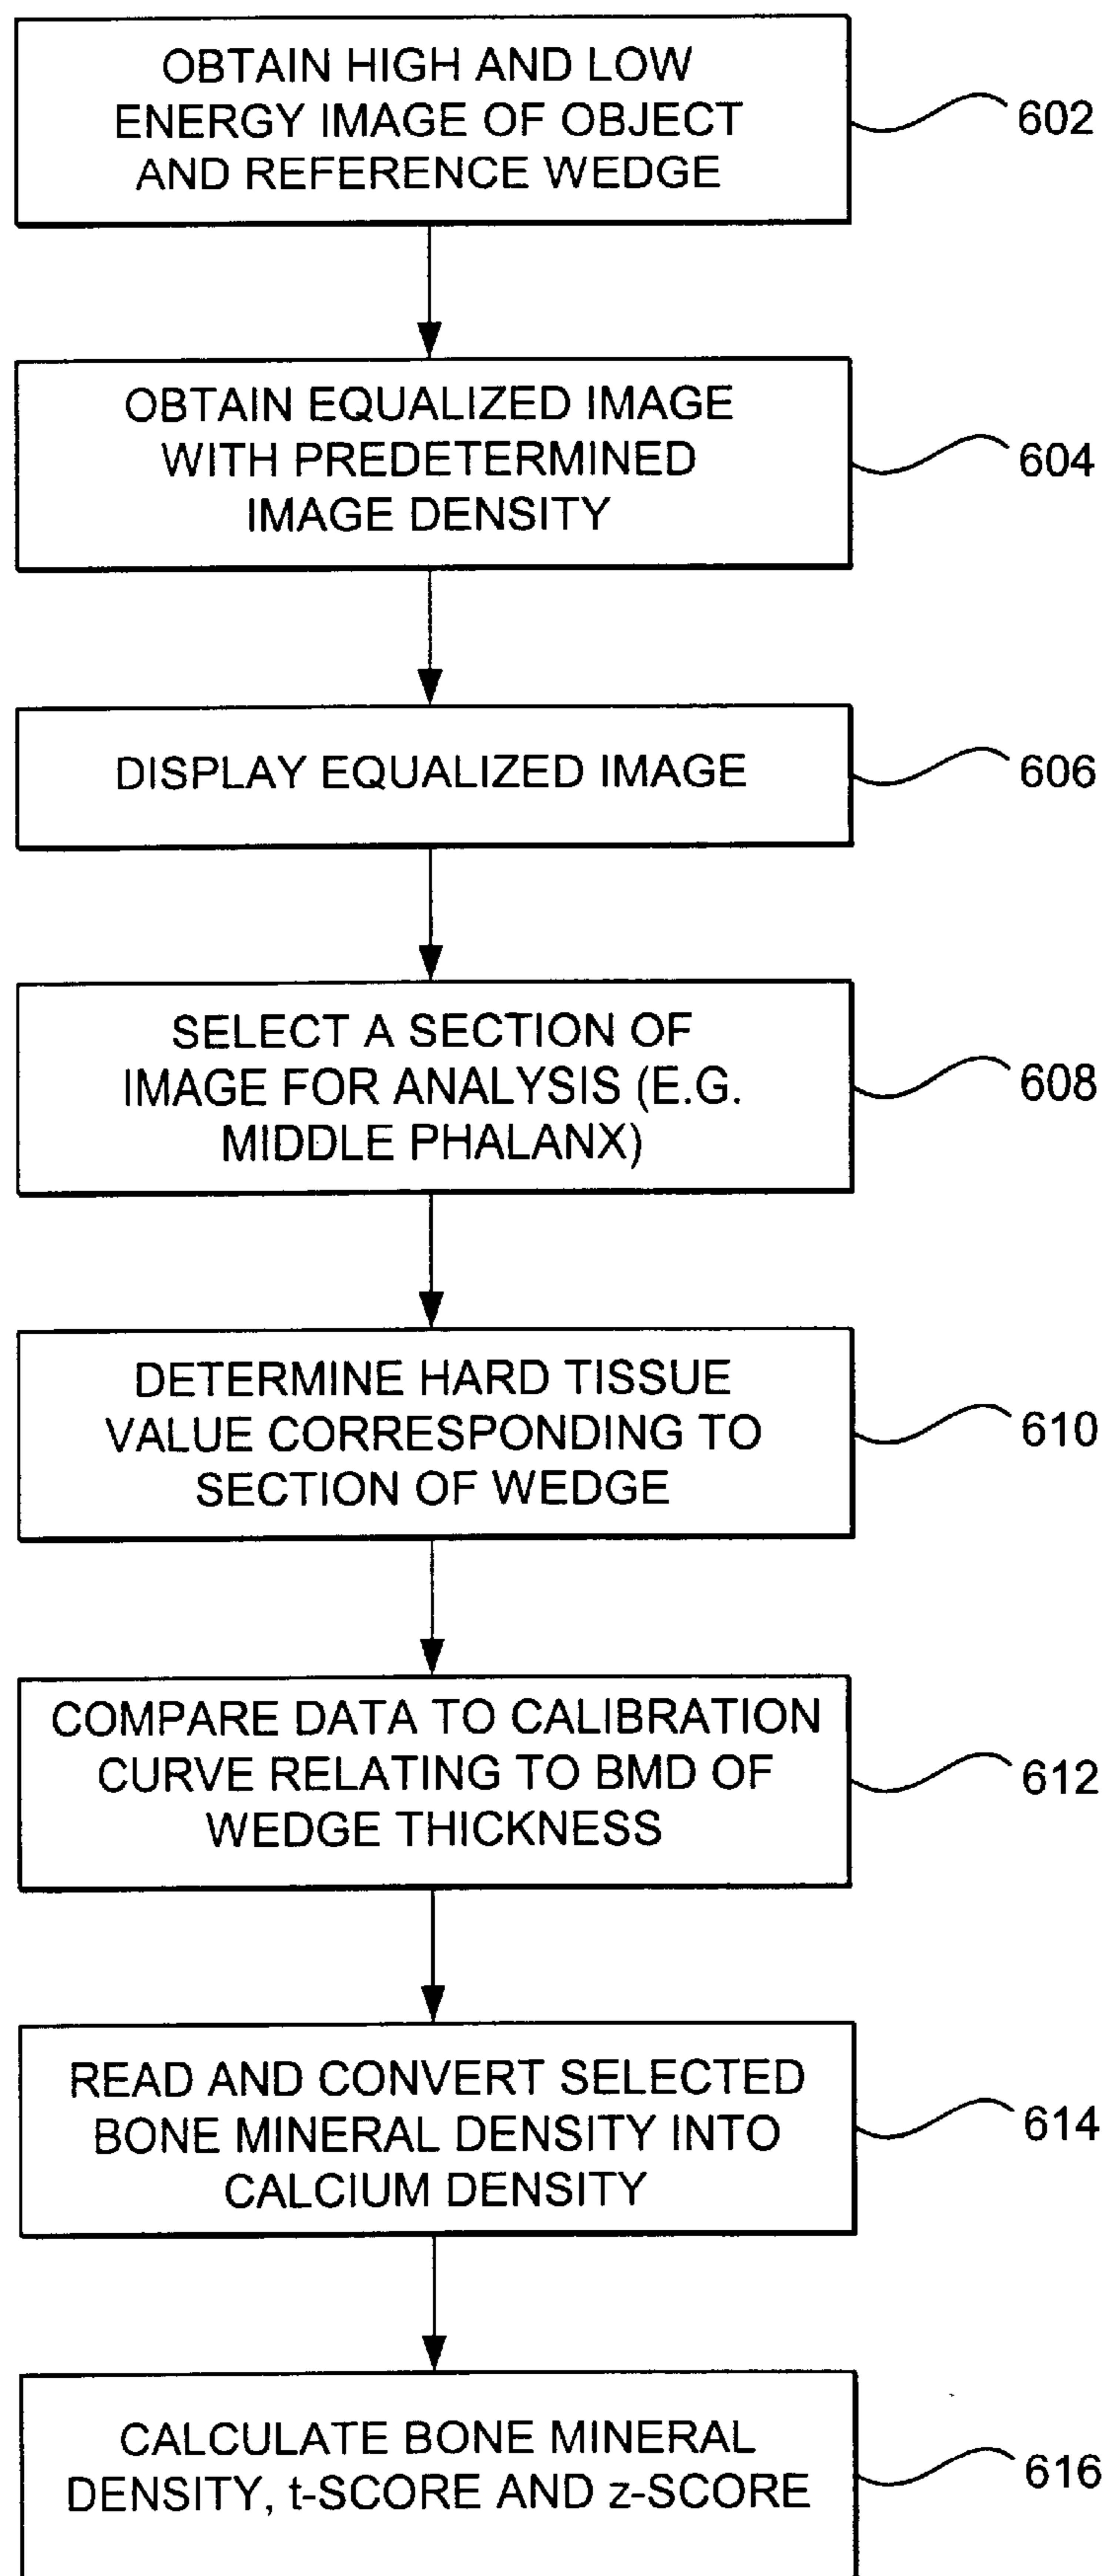 OBTAIN HIGH AND LOW
ENERGY IMAGE OF OBJECT
AND REFERENCE WEDGE
602
OBTAIN EQUALIZED IMAGE
WITH PREDETERMINED
IMAGE DENSITY
604
DISPLAY EQUALIZED IMAGE
606
SELECT A SECTION OF
IMAGE FOR ANALYSIS (E.G.
MIDDLE PHALANX)
608
DETERMINE HARD TISSUE
VALUE CORRESPONDING TO
SECTION OF WEDGE
610
COMPARE DATA TO CALIBRATION
CURVE RELATING TO BMD OF
WEDGE THICKNESS
612
READ AND CONVERT SELECTED
BONE MINERAL DENSITY INTO
CALCIUM DENSITY
614
CALCULATE BONE MINERAL
DENSITY, t-SCORE AND z-SCORE
616